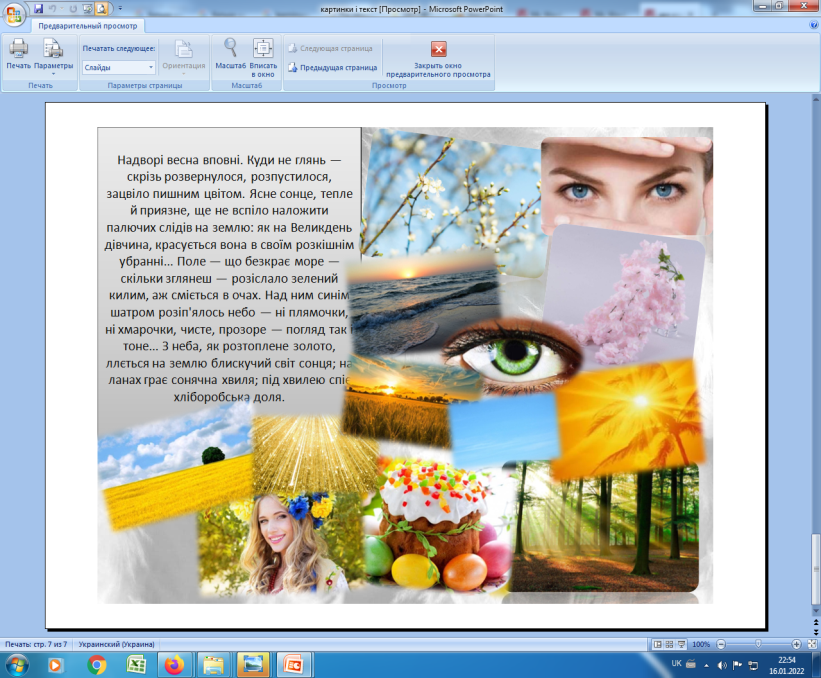 картинки і текст [Просмотр] - Microsoft PowerPoint
Предварительный просмотр
Печать
Параметры
Печатать следующее:
Слайды
Ориентация
Масштаб
Вписать
в окно
Следующая страница
Предыдущая страница
Закрыть окно
предварительного просмотра
Печать
Параметры страницы
Масштаб
Просмотр
Надворі весна вповні. Куди не глянь —
скрізь розвернулося, розпустилося,
зацвіло пишним цвітом. Ясне сонце, тепле
й приязне, ще не вспіло наложити
палючих слідів на землю: як на Великдень
дівчина, красується вона в своїм розкішнім
убранні... Поле — що безкрає море —
скільки зглянеш — розіслало зелений
килим, аж сміється в очах. Над ним синім
шатром розіп'ялось небо — ні плямочки,
ні хмарочки, чисте, прозоре — погляд так і
тоне... З неба, як розтоплене золото,
ллється на землю блискучий світ сонця; на
ланах грає сонячна хвиля; під хвилею спіє
хліборобська доля.
Печать: стр. 7 из 7
Украинский (Украина)
100%
UK
22:54
16.01.2022